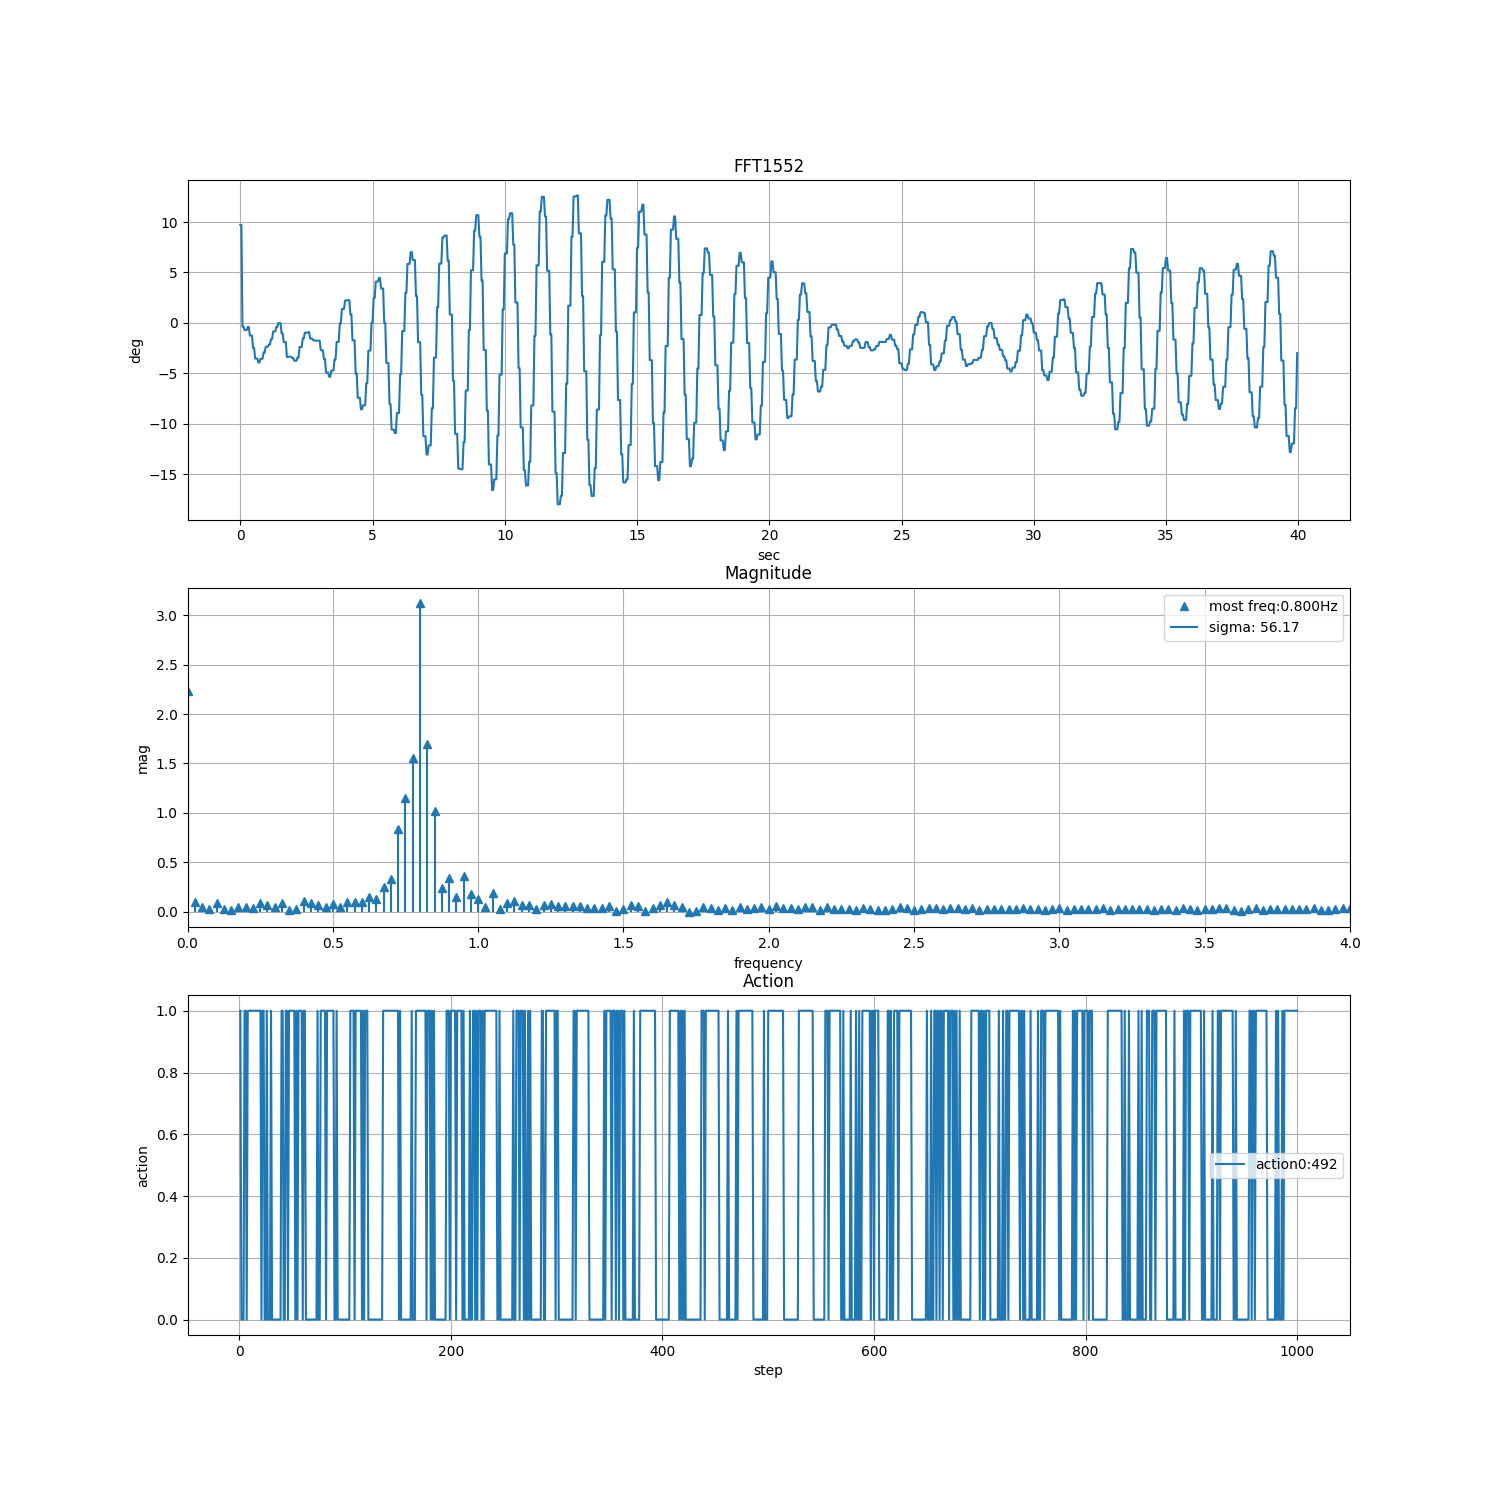 FFT1552
10
5
0
−5
−10
−15
deg
0 5 10 15 20 25 30 35 40
sec
Magnitude
most freq:0.800Hz
sigma: 56.17
3.0
2.5
2.0
1.5
1.0
0.5
0.0
mag
0.0 0.5 1.0 1.5 2.0 2.5 3.0 3.5 4.0
frequency
Action
1.0
0.8
0.6
0.4
0.2
0.0
action
action0:492
0 200 400 600 800 1000
step